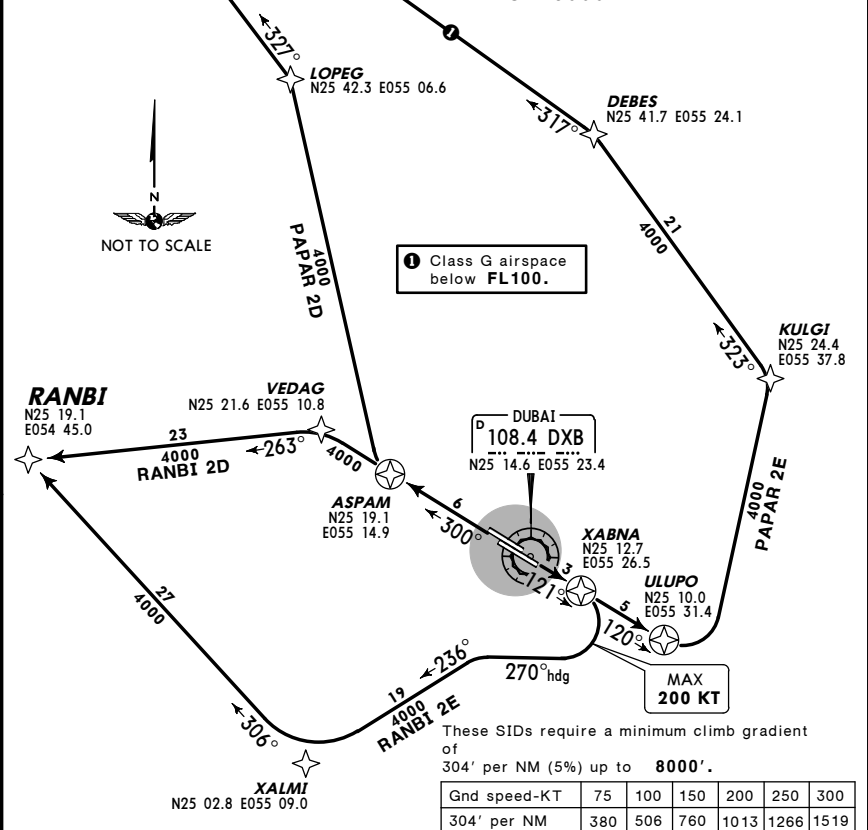 327°
LOPEG
N25 42.3 E055 06.6
DEBES
N25 41.7 E055 24.1
317°
1
N
NOT TO SCALE
4000
PAPAR 2D
1 Class G airspace
below FL100.
21
4000
KULGI
N25 24.4
E055 37.8
323°
RANBI
N25 19.1
E054 45.0
VEDAG
N25 21.6 E055 10.8
23
4000
RANBI 2D
263°
4000
ASPAM
N25 19.1
E055 14.9
DUBAI
D 108.4 DXB
N25 14.6 E055 23.4
6
300°
4000
PAPAR 2E
XABNA
N25 12.7
E055 26.5
3
121°
ULUPO
N25 10.0
E055 31.4
5
120°
27
4000
306°
236°
19
4000
RANBI 2E
270°hdg
MAX
200 KT
XALMI
N25 02.8 E055 09.0
These SIDs require a minimum climb gradient
of
304' per NM (5%) up to 8000'.
Gnd speed-KT 75 100 150 200 250 300
304' per NM 380 506 760 1013 1266 1519